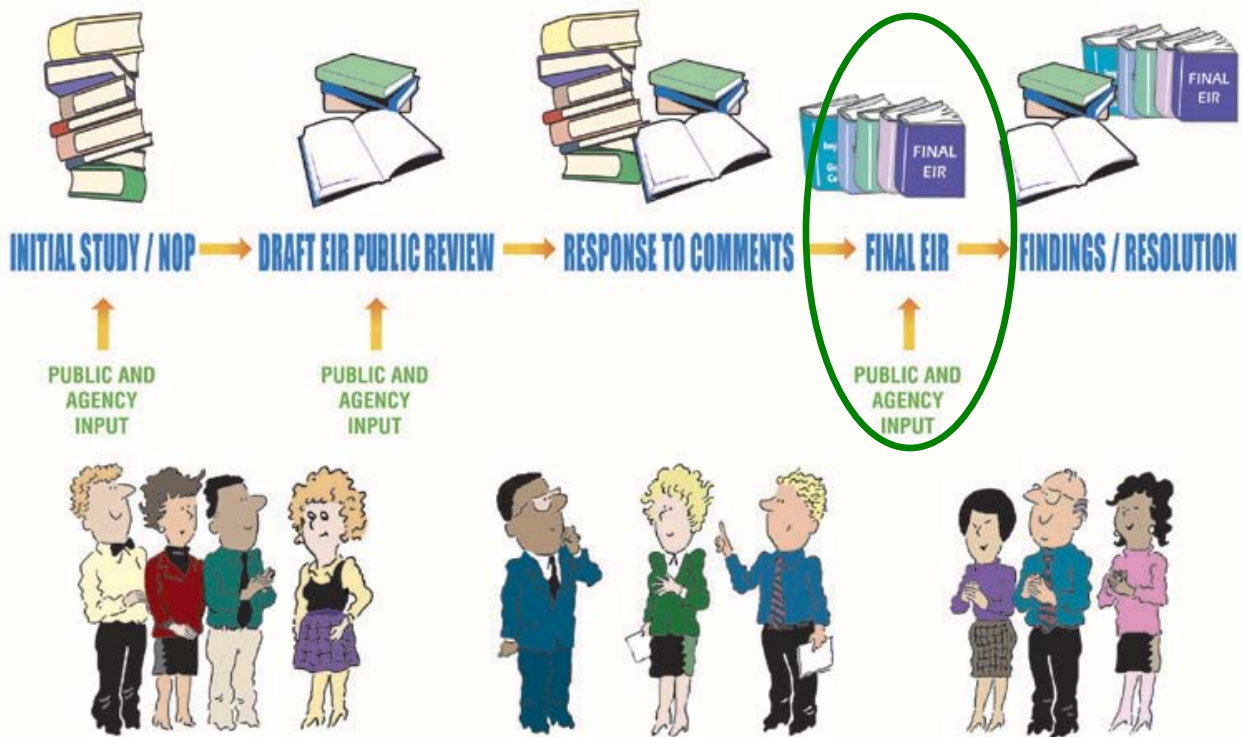 FINAL
EIR
FINAL
EIR
INITIAL STUDY / NOP
DRAFT EIR PUBLIC REVIEW
RESPONSE TO COMMENTS
FINAL EIR
FINDINGS / RESOLUTION
PUBLIC AND
AGENCY
INPUT
PUBLIC AND
AGENCY
INPUT
PUBLIC AND
AGENCY
INPUT